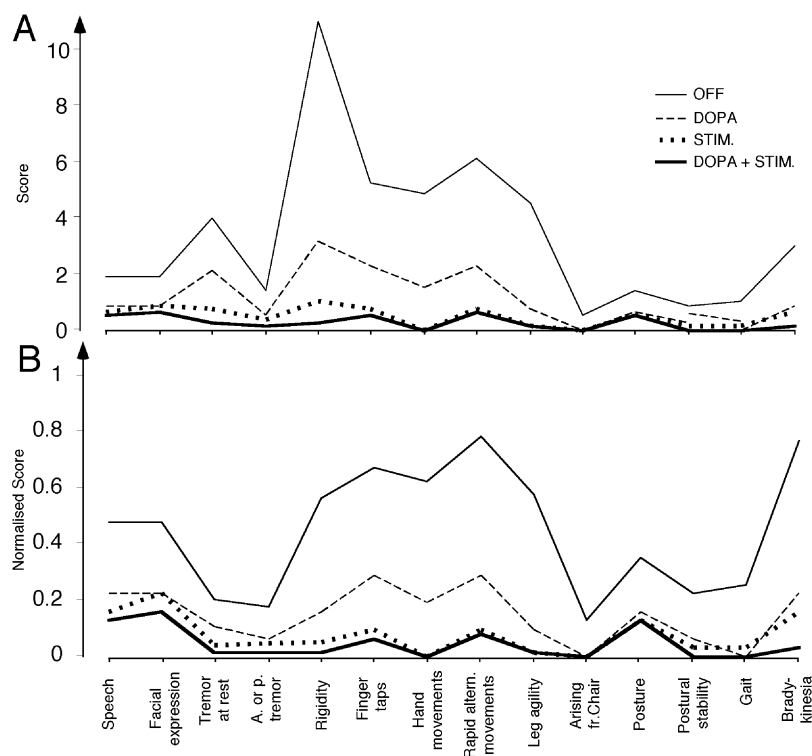 A
10
8
6
4
2
0
Score
OFF
DOPA
STIM.
DOPA + STIM.
B
1
0.8
0.6
0.4
0.2
0
Normalised Score
Speech
Facial
expression
Tremor
at rest
A. or p.
tremor
Rigidity
Finger
taps
Hand
movements
Rapid altern.
movements
Leg agility
Arising
fr.Chair
Posture
Postural
stability
Gait
Brady-
kinesia